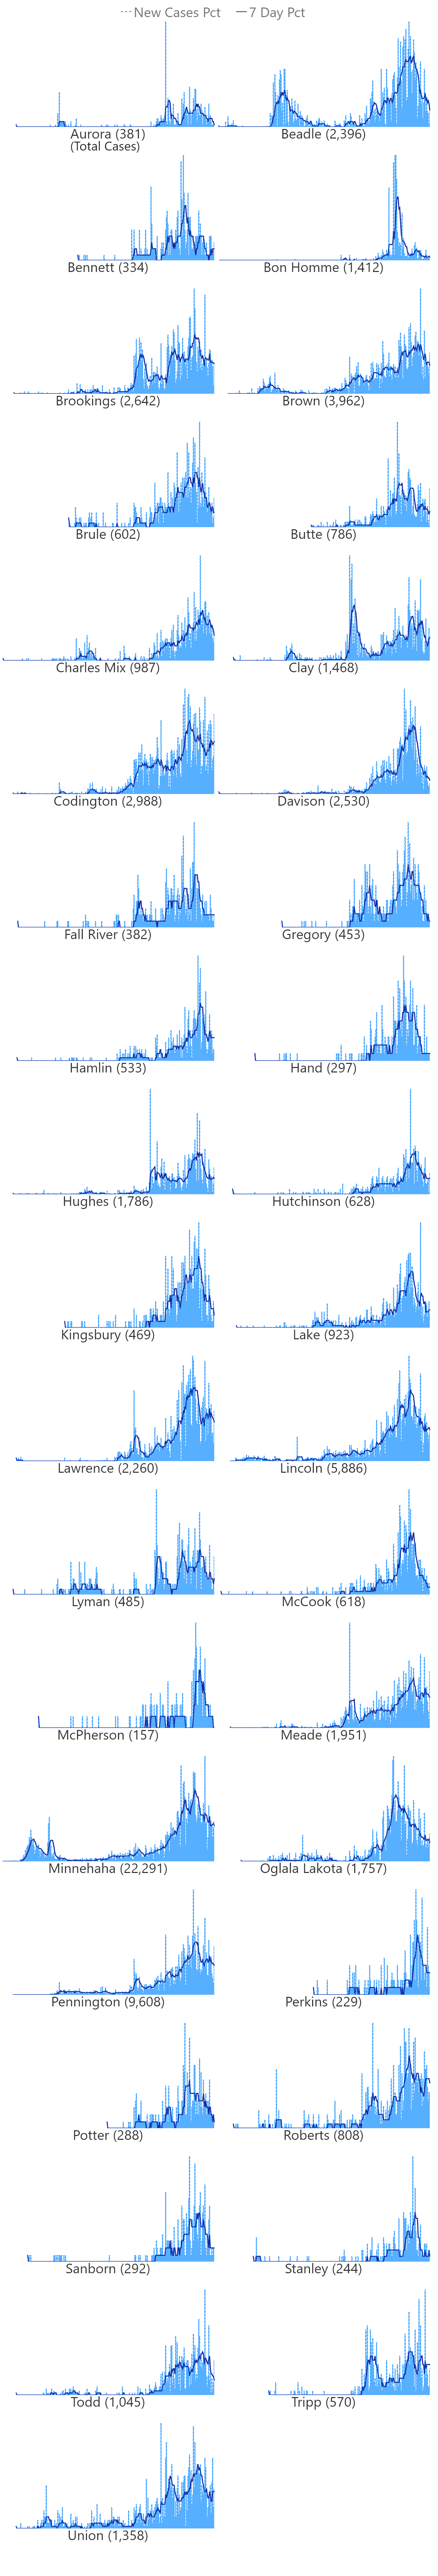 New Cases Pct 7 Day Pct
Aurora (381) Beadle (2,396)
(Total Cases)
Bennett (334) Bon Homme (1,412)
Brookings (2,642) Brown (3,962)
Brule (602) Butte (786)
Charles Mix (987) Clay (1,468)
Codington (2,988) Davison (2,530)
Fall River (382) Gregory (453)
Hamlin (533) Hand (297)
Hughes (1,786) Hutchinson (628)
Kingsbury (469) Lake (923)
Lawrence (2,260) Lincoln (5,886)
Lyman (485) McCook (618)
McPherson (157) Meade (1,951)
Minnehaha (22,291) Oglala Lakota (1,757)
Pennington (9,608) Perkins (229)
Potter (288) Roberts (808)
Sanborn (292) Stanley (244)
Todd (1,045) Tripp (570)
Union (1,358)